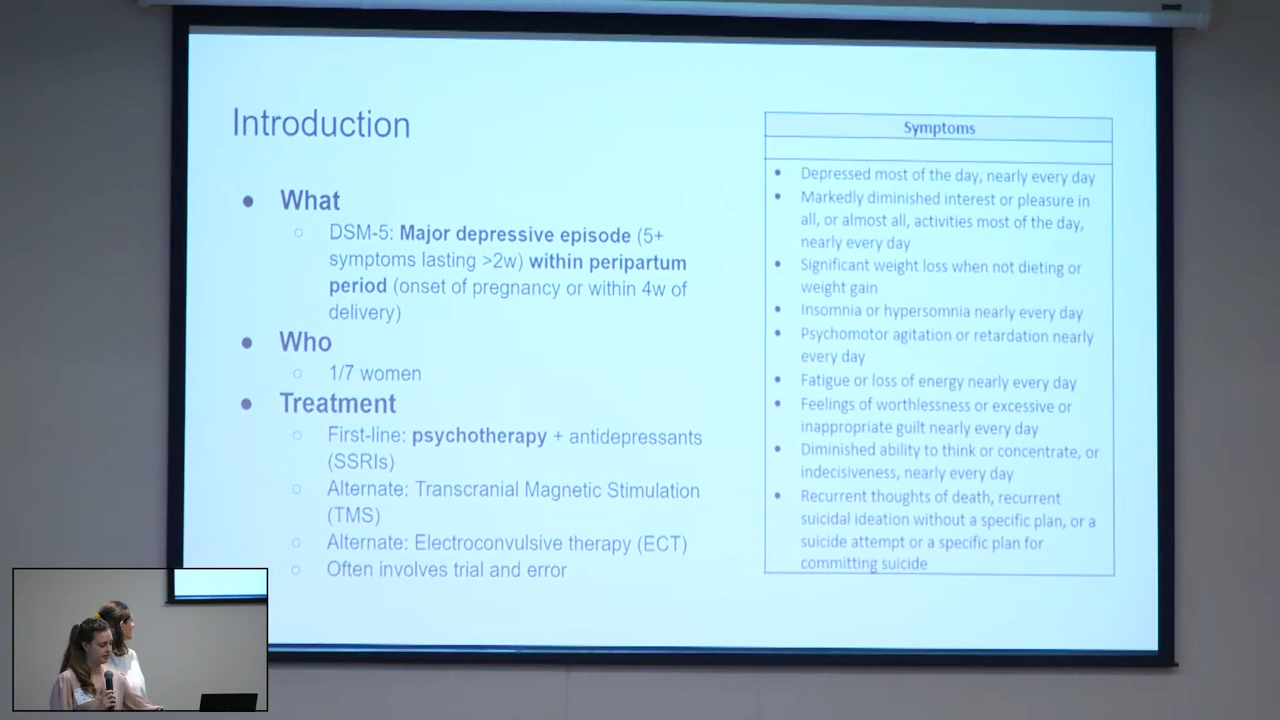 Introduction
● What
○ DSM-5: Major depressive episode (5+
symptoms lasting >2w) within peripartum
period (onset of pregnancy or within 4w of
delivery)
● Who
○ 1/7 women
● Treatment
○ First-line: psychotherapy + antidepressants
(SSRIs)
○ Alternate: Transcranial Magnetic Stimulation
(TMS)
○ Alternate: Electroconvulsive therapy (ECT)
○ Often involves trial and error
Symptoms
• Depressed most of the day, nearly every day
• Markedly diminished interest or pleasure in
all, or almost all, activities most of the day,
nearly every day
• Significant weight loss when not dieting or
weight gain
• Insomnia or hypersomnia nearly every day
• Psychomotor agitation or retardation nearly
every day
• Fatigue or loss of energy nearly every day
• Feelings of worthlessness or excessive or
inappropriate guilt nearly every day
• Diminished ability to think or concentrate, or
indecisiveness, nearly every day
• Recurrent thoughts of death, recurrent
suicidal ideation without a specific plan, or a
suicide attempt or a specific plan for
committing suicide